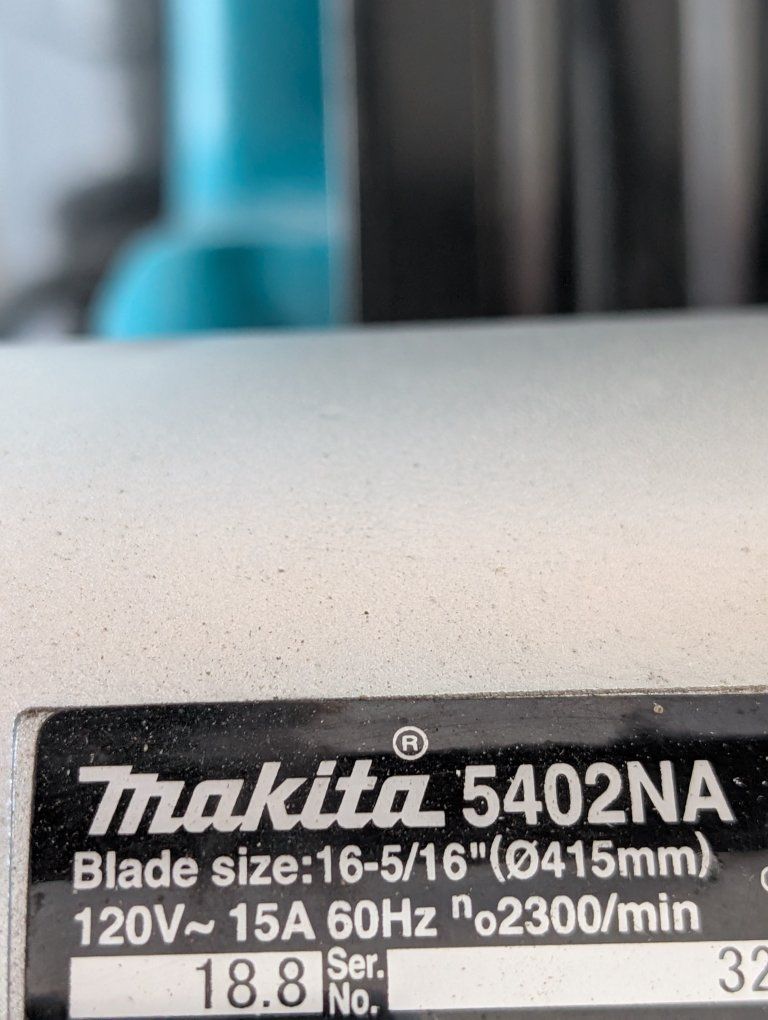 makita® 5402NA
Blade size:16-5/16"(Ø415mm)
120V~ 15A 60Hz no2300/min
18.8 Ser. No. 32